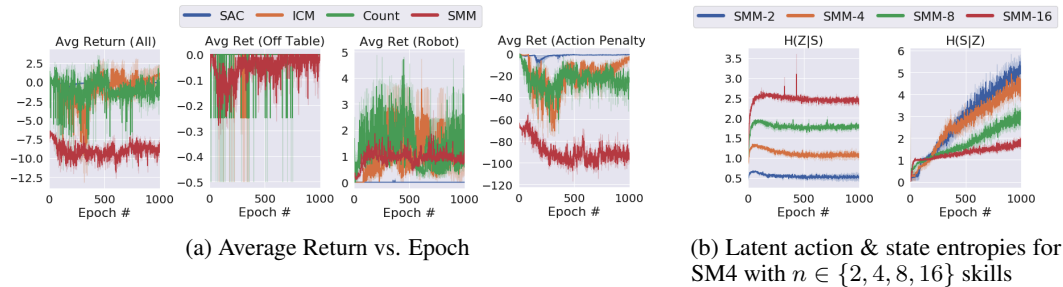 SAC ICM Count SMM
SMM-2 SMM-4 SMM-8 SMM-16
Avg Return (All) Avg Ret (Off Table) Avg Ret (Robot) Avg Ret (Action Penalty
H(Z|S) H(S|Z)
2.5
0.0
−2.5
−5.0
−7.5
−10.0
−12.5
0 500 1000
Epoch #
0.0
−0.1
−0.2
−0.3
−0.4
−0.5
0 500 1000
Epoch #
5
4
3
2
1
0
0 500 1000
Epoch #
0
−20
−40
−60
−80
−100
−120
0 500 1000
Epoch #
3.5
3.0
2.5
2.0
1.5
1.0
0.5
0 500 1000
Epoch #
6
5
4
3
2
1
0
0 500 1000
Epoch #
(a) Average Return vs. Epoch
(b) Latent action & state entropies for
SM4 with n ∈ {2, 4, 8, 16} skills